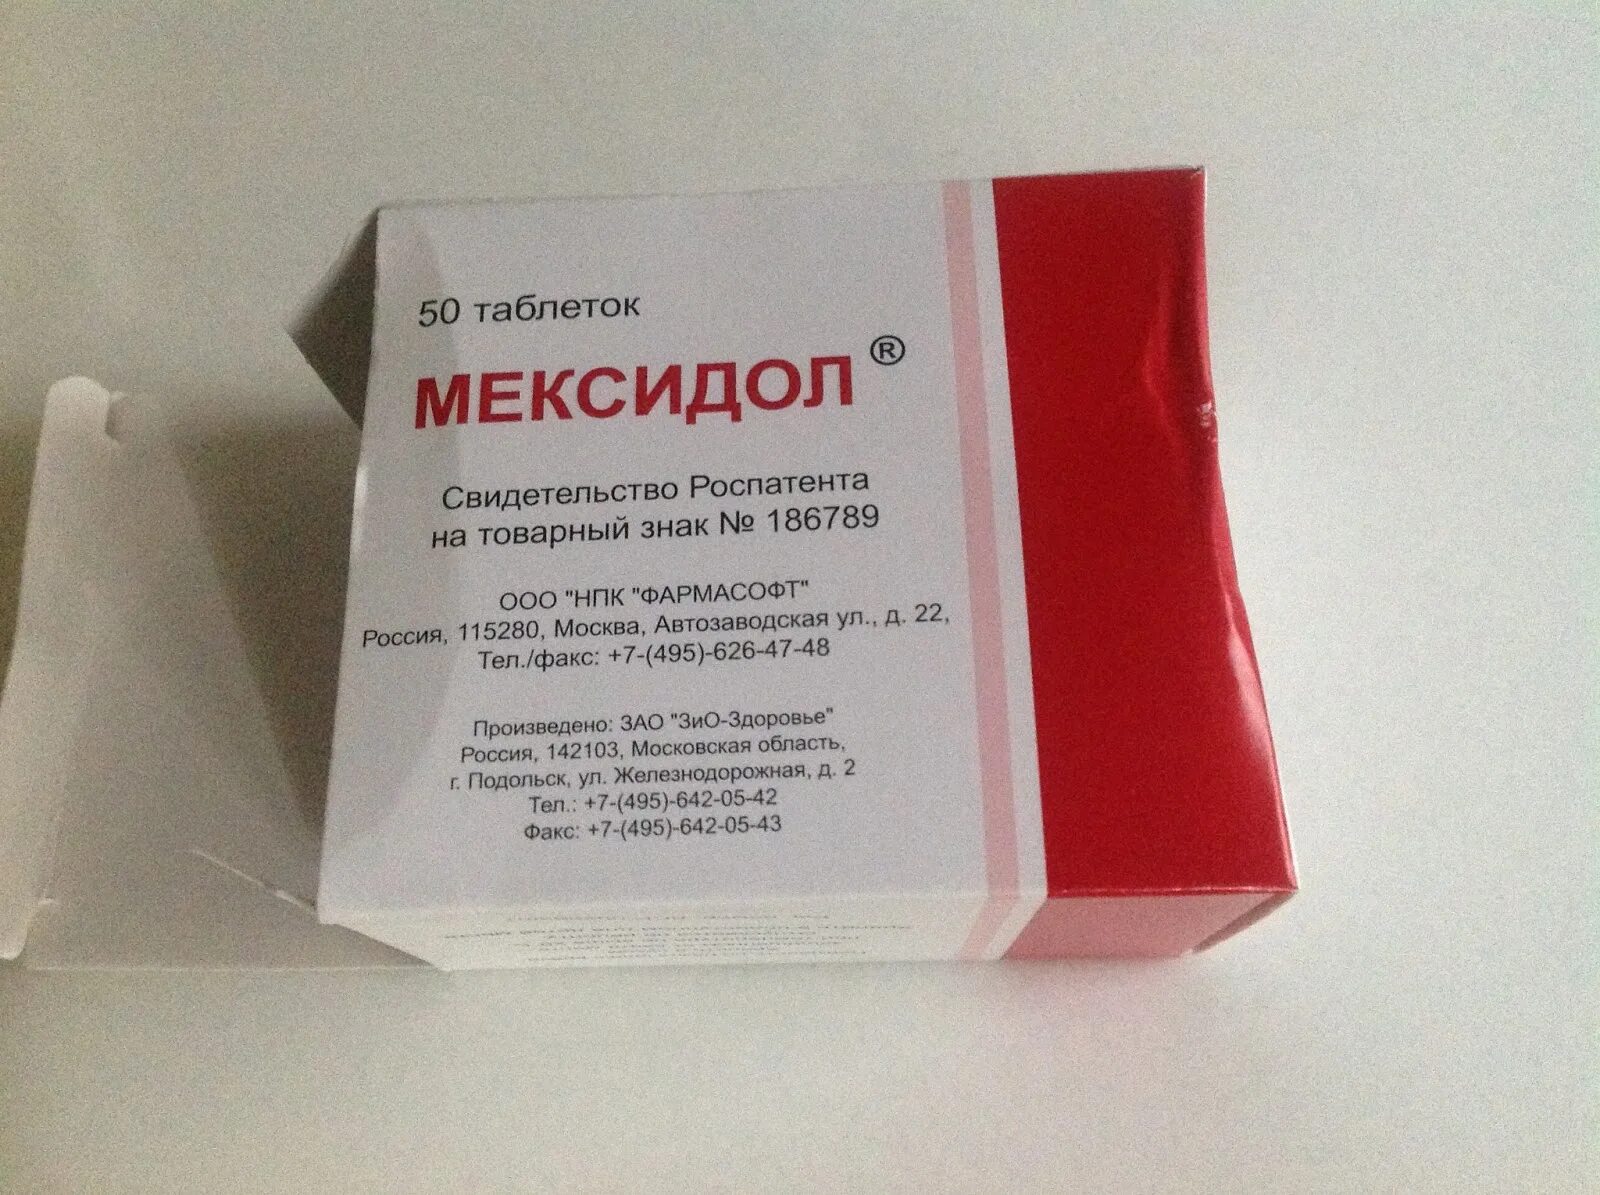 50 таблеток
МЕКСИДОЛ ®
Свидетельство Роспатента
на товарный знак № 186789
ООО "НПК "ФАРМАСОФТ"
Россия, 115280, Москва, Автозаводская ул., д. 22,
Тел./факс: +7-(495)-626-47-48
Произведено: ЗАО "ЗиО-Здоровье"
Россия, 142103, Московская область,
г. Подольск, ул. Железнодорожная, д. 2
Тел.: +7-(495)-642-05-42
Факс: +7-(495)-642-05-43